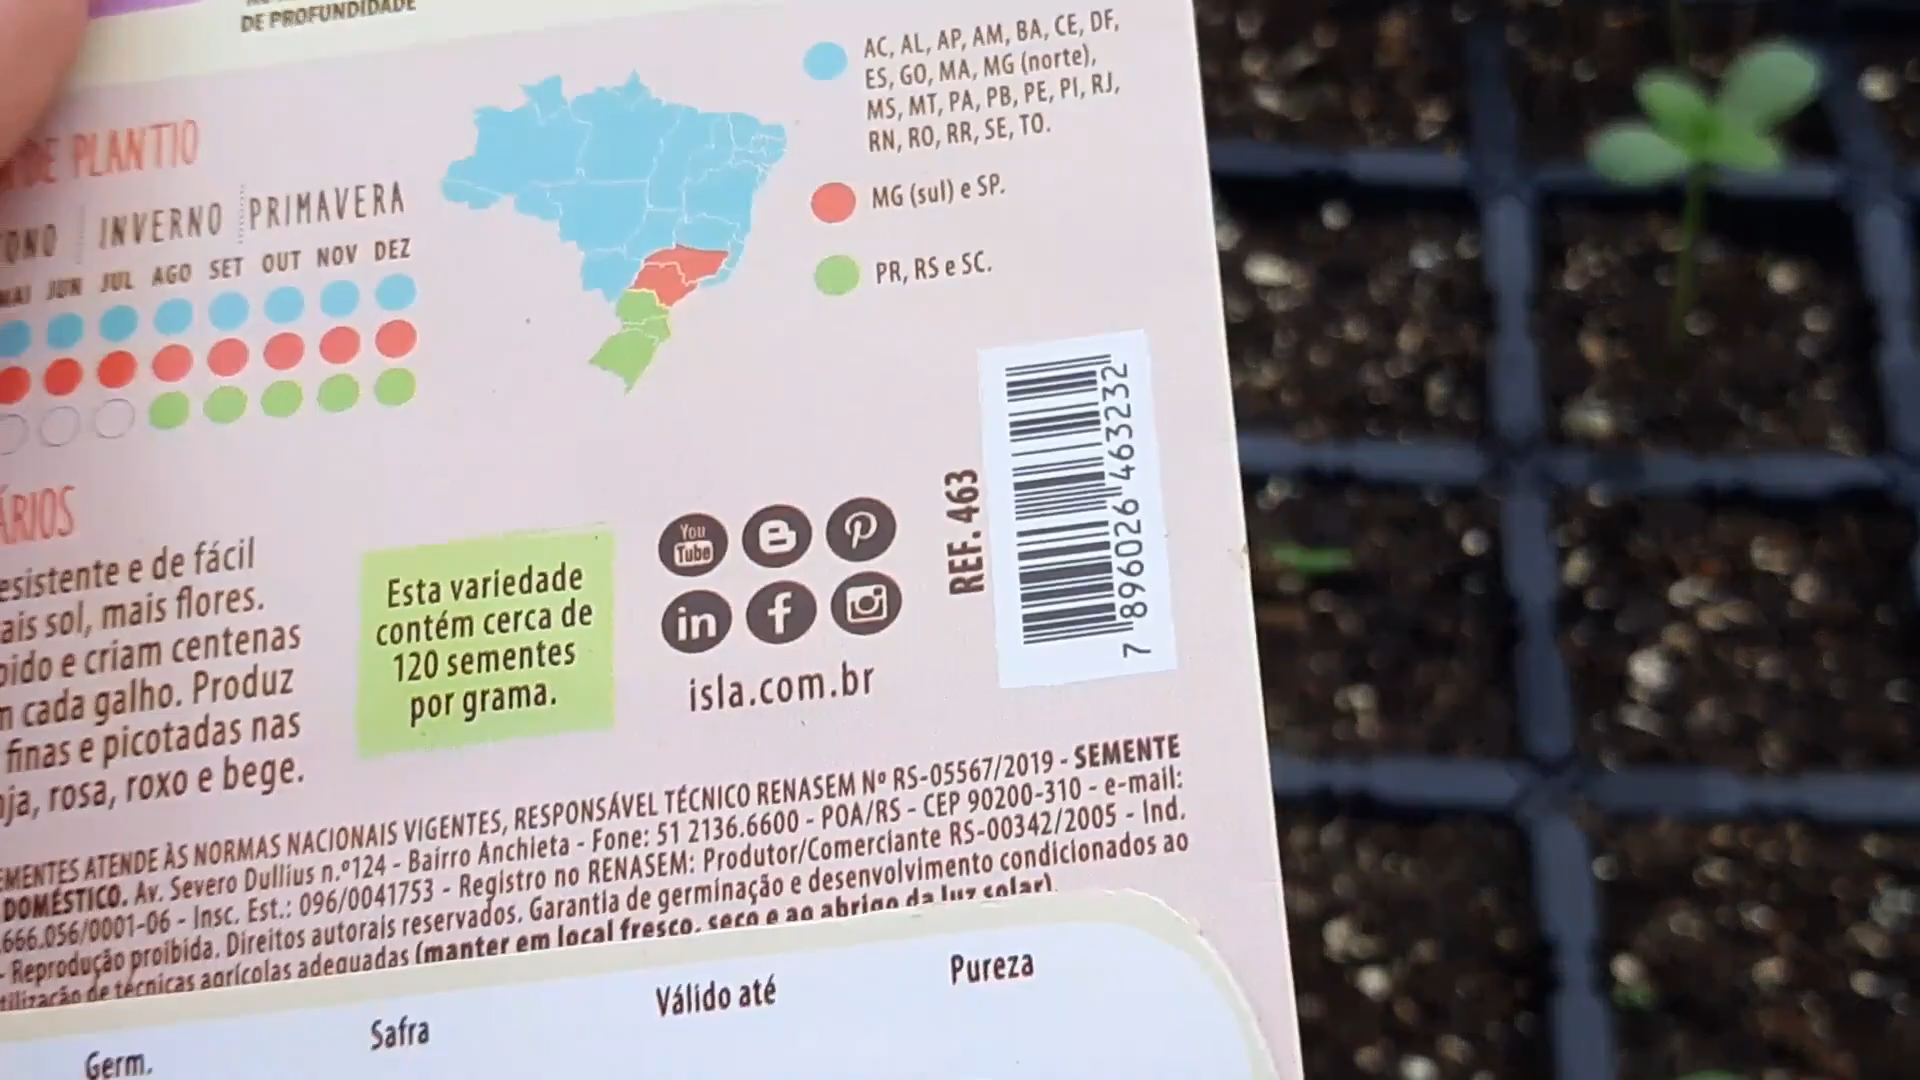 DE PROFUNDIDADE
DE PLANTIO
INVERNO PRIMAVERA
MAI JUN JUL AGO SET OUT NOV DEZ
AC, AL, AP, AM, BA, CE, DF,
ES, GO, MA, MG (norte),
MS, MT, PA, PB, PE, PI, RJ,
RN, RO, RR, SE, TO.
MG (sul) e SP.
PR, RS e SC.
esistente e de fácil
ais sol, mais flores.
pido e criam centenas
m cada galho. Produz
finas e picotadas nas
ja, rosa, roxo e bege.
Esta variedade
contém cerca de
120 sementes
por grama.
You
Tube
in
f
isla.com.br
REF. 463
7 896026 463232
EMENTES ATENDE ÀS NORMAS NACIONAIS VIGENTES, RESPONSÁVEL TÉCNICO RENASEM Nº RS-05567/2019 - SEMENTE
DOMÉSTICO. Av. Severo Dullius n.º124 - Bairro Anchieta - Fone: 51 2136.6600 - POA/RS - CEP 90200-310 - e-mail:
.666.056/0001-06 - Insc. Est.: 096/0041753 - Registro no RENASEM: Produtor/Comerciante RS-00342/2005 - Ind.
- Reprodução proibida. Direitos autorais reservados. Garantia de germinação e desenvolvimento condicionados ao
tilização de técnicas agrícolas adequadas (manter em local fresco, seco e ao abrigo da luz solar).
Germ.
Safra
Válido até
Pureza